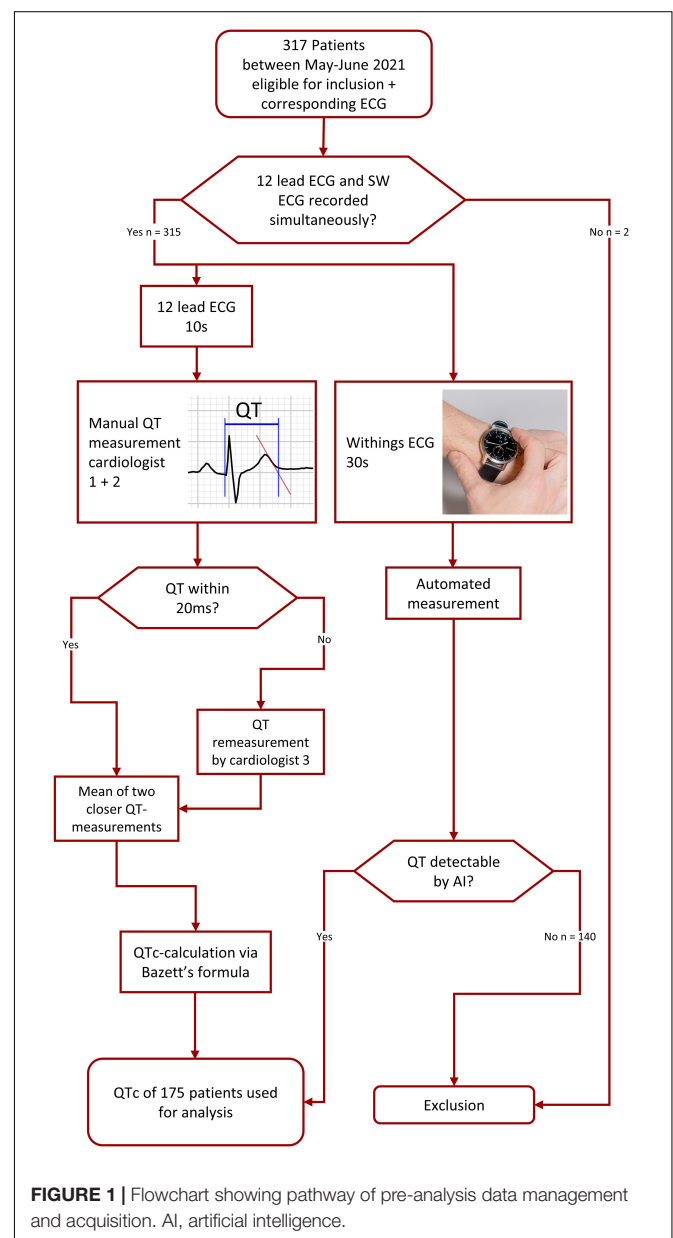 317 Patients
between May-June 2021
eligible for inclusion +
corresponding ECG
12 lead ECG and SW
ECG recorded
simultaneously?
Yes n = 315
No n = 2
12 lead ECG
10s
Manual QT
measurement
cardiologist
1 + 2
QT
Withings ECG
30s
QT within
20ms?
Automated
measurement
Yes
No
QT
remeasurement
by cardiologist 3
Mean of two
closer QT-
measurements
QT detectable
by AI?
Yes
No n = 140
QTc-calculation via
Bazett’s formula
QTc of 175 patients used
for analysis
Exclusion
FIGURE 1 | Flowchart showing pathway of pre-analysis data management
and acquisition. AI, artificial intelligence.